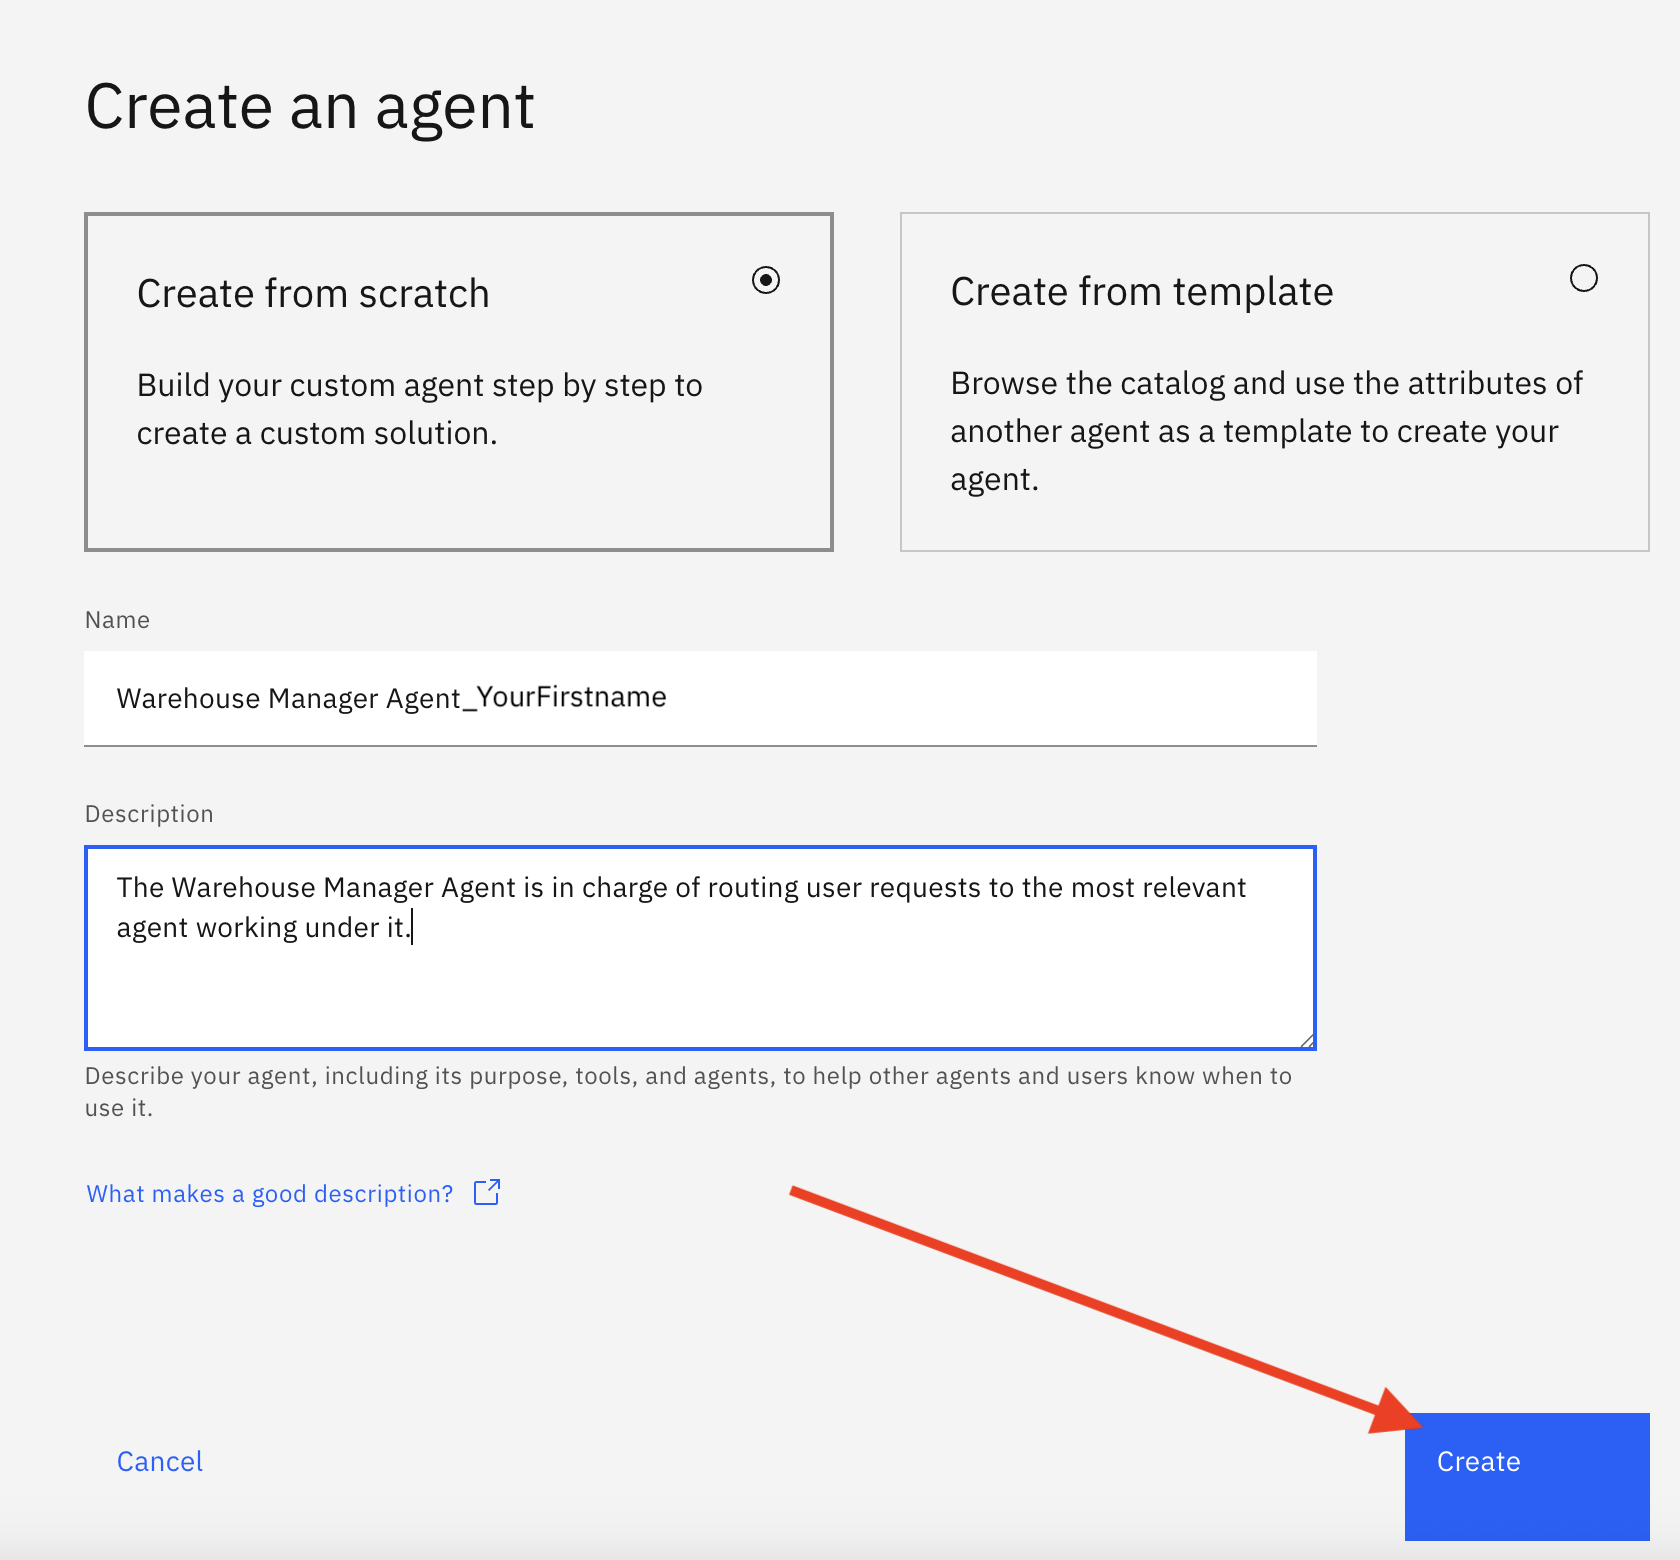 Create an agent
Create from scratch
Build your custom agent step by step to
create a custom solution.
Create from template
Browse the catalog and use the attributes of
another agent as a template to create your
agent.
Name
Warehouse Manager Agent_YourFirstname
Description
The Warehouse Manager Agent is in charge of routing user requests to the most relevant
agent working under it.
Describe your agent, including its purpose, tools, and agents, to help other agents and users know when to
use it.
What makes a good description?
Cancel
Create